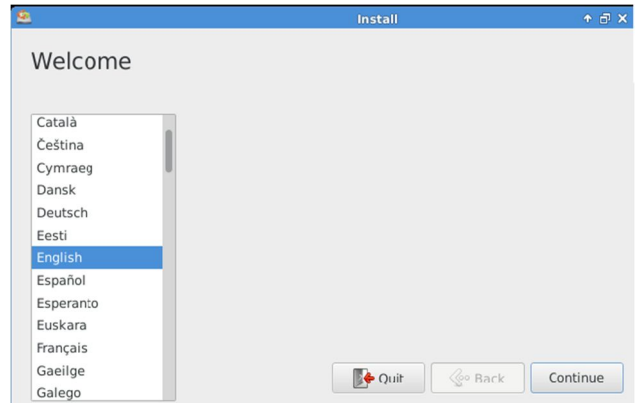 Install
Welcome
Català
Čeština
Cymraeg
Dansk
Deutsch
Eesti
English
Español
Esperanto
Euskara
Français
Gaeilge
Galego
Quit Back Continue